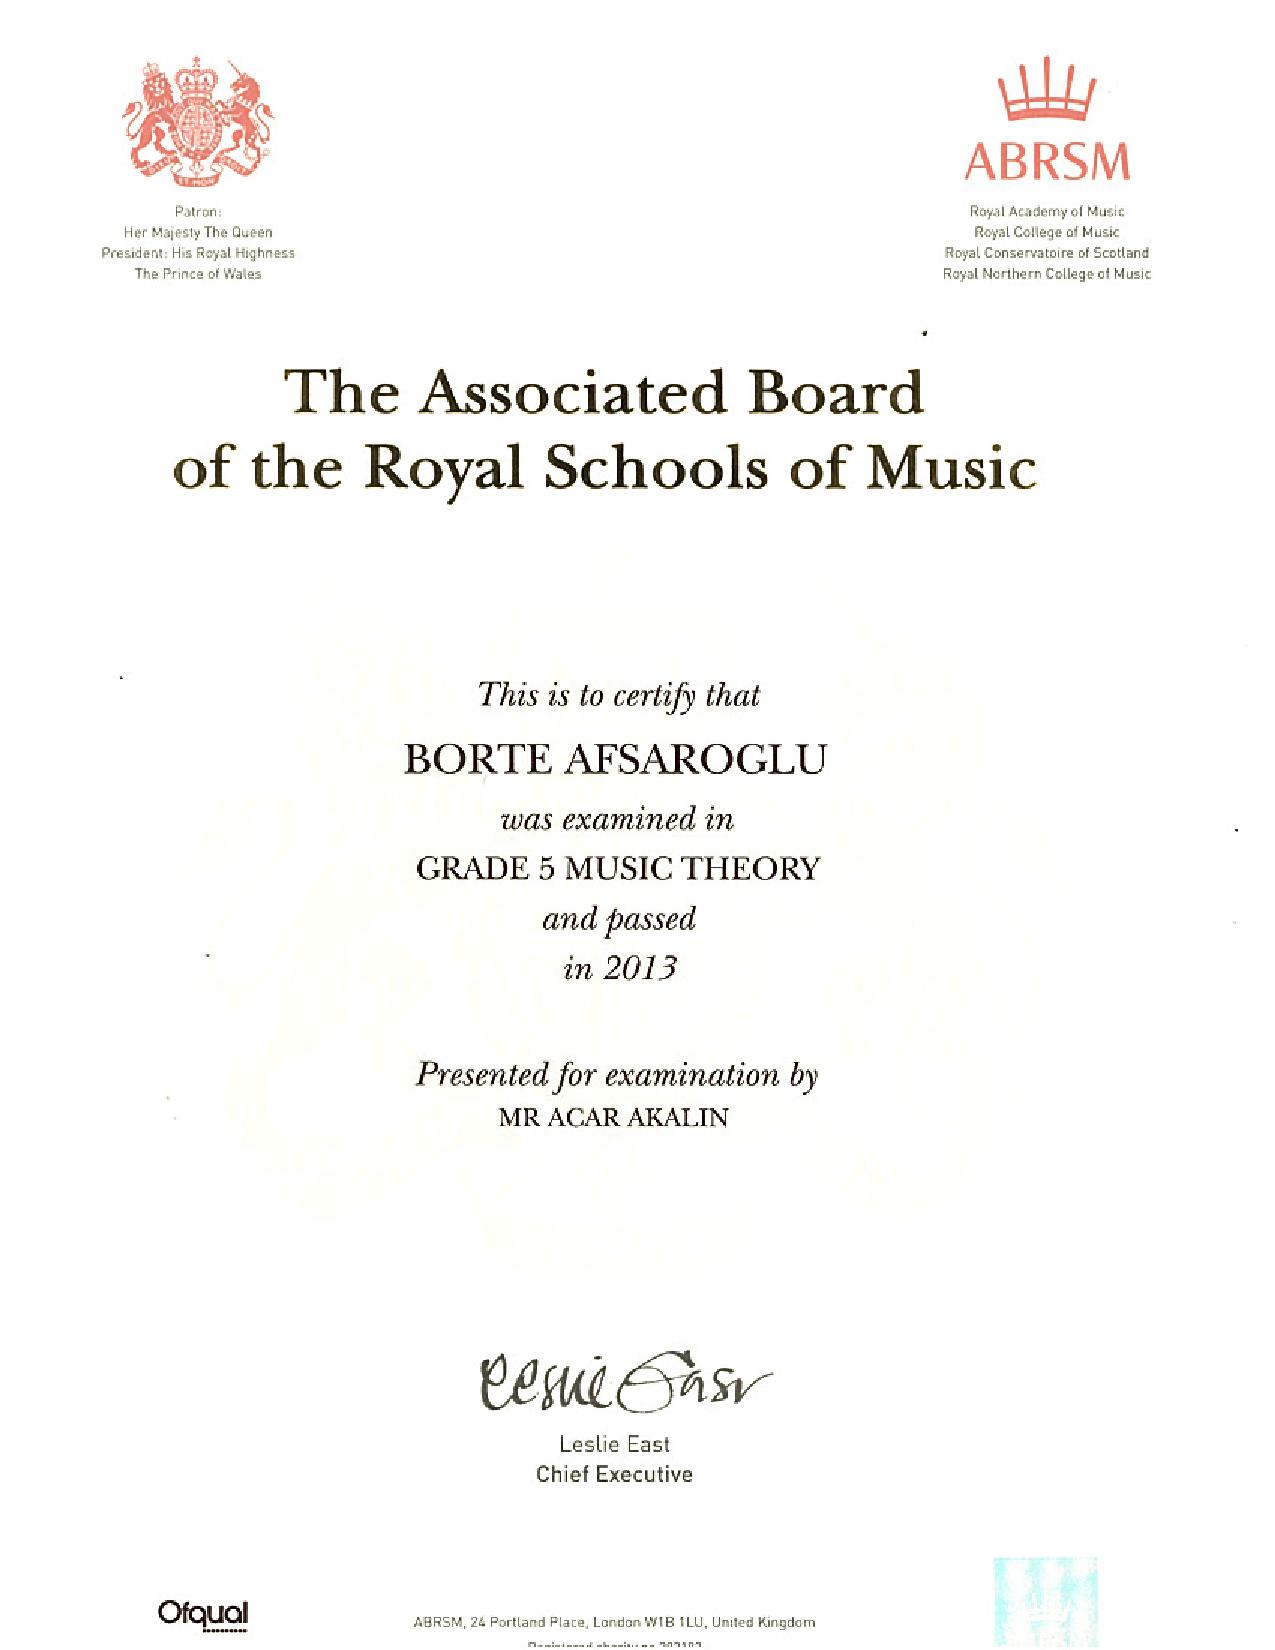 Patron:
Her Majesty The Queen
President: His Royal Highness
The Prince of Wales
ABRSM
Royal Academy of Music
Royal College of Music
Royal Conservatoire of Scotland
Royal Northern College of Music
The Associated Board
of the Royal Schools of Music
This is to certify that
BORTE AFSAROGLU
was examined in
GRADE 5 MUSIC THEORY
and passed
in 2013
Presented for examination by
MR ACAR AKALIN
Leslie East
Leslie East
Chief Executive
Ofqual
ABRSM, 24 Portland Place, London W1B 1LU, United Kingdom
Registered charity no